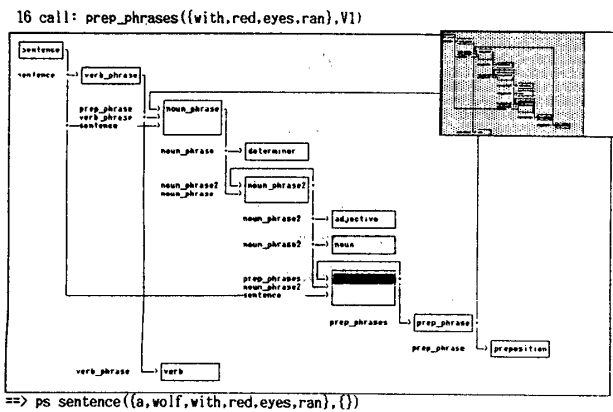 16 call: prep_phrases({with,red,eyes,ran},V1)
sentence
sentence
verb_phrase
prep_phrase
verb_phrase
sentence
noun_phrase
noun_phrase
determiner
noun_phrase2
noun_phrase
noun_phrase2
noun_phrase2
adjective
noun_phrase2
noun
prep_phrases
noun_phrase2
sentence
prep_phrases
prep_phrase
prep_phrase
preposition
verb_phrase
verb
==> ps sentence({a,wolf,with,red,eyes,ran},{})